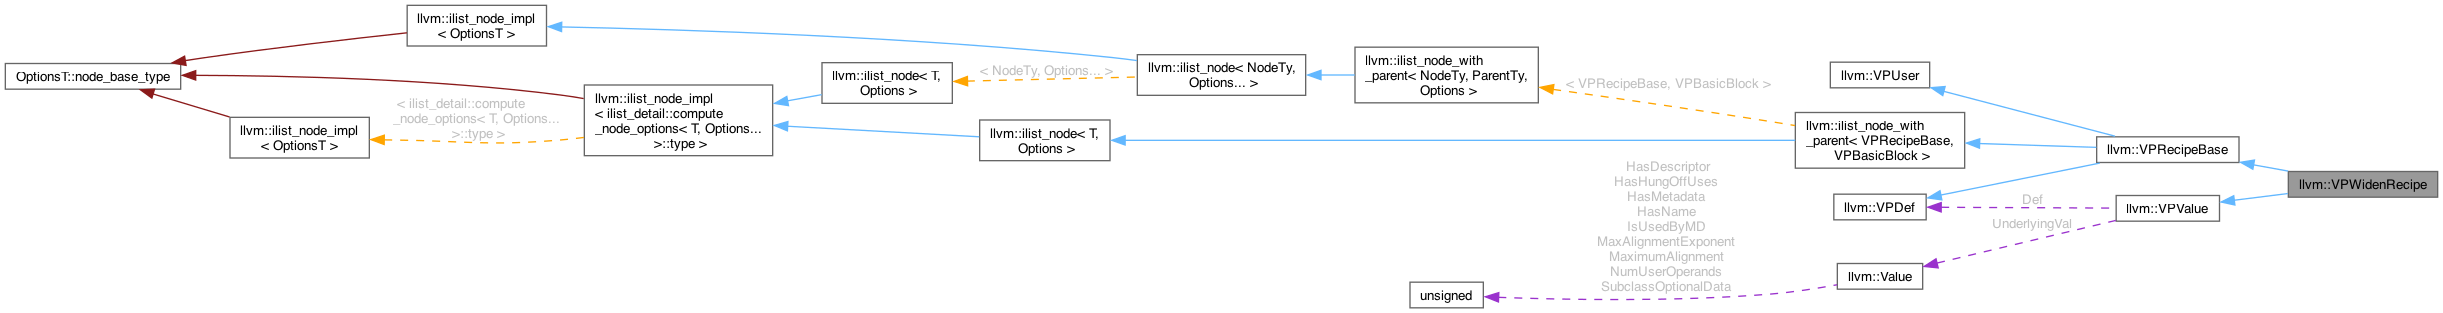 llvm::ilist_node_impl
< OptionsT >
OptionsT::node_base_type
llvm::ilist_node_impl
< OptionsT >
< ilist_detail::compute
_node_options< T, Options...
>::type >
llvm::ilist_node_impl
< ilist_detail::compute
_node_options< T, Options...
>::type >
llvm::ilist_node< T,
Options >
< NodeTy, Options... >
llvm::ilist_node< T,
Options >
llvm::ilist_node< NodeTy,
Options... >
llvm::ilist_node_with
_parent< NodeTy, ParentTy,
Options >
< VPRecipeBase, VPBasicBlock >
llvm::VPUser
llvm::ilist_node_with
_parent< VPRecipeBase,
VPBasicBlock >
llvm::VPRecipeBase
llvm::VPWidenRecipe
llvm::VPDef
Def
llvm::VPValue
UnderlyingVal
llvm::Value
HasDescriptor
HasHungOffUses
HasMetadata
HasName
IsUsedByMD
MaxAlignmentExponent
MaximumAlignment
NumUserOperands
SubclassOptionalData
unsigned